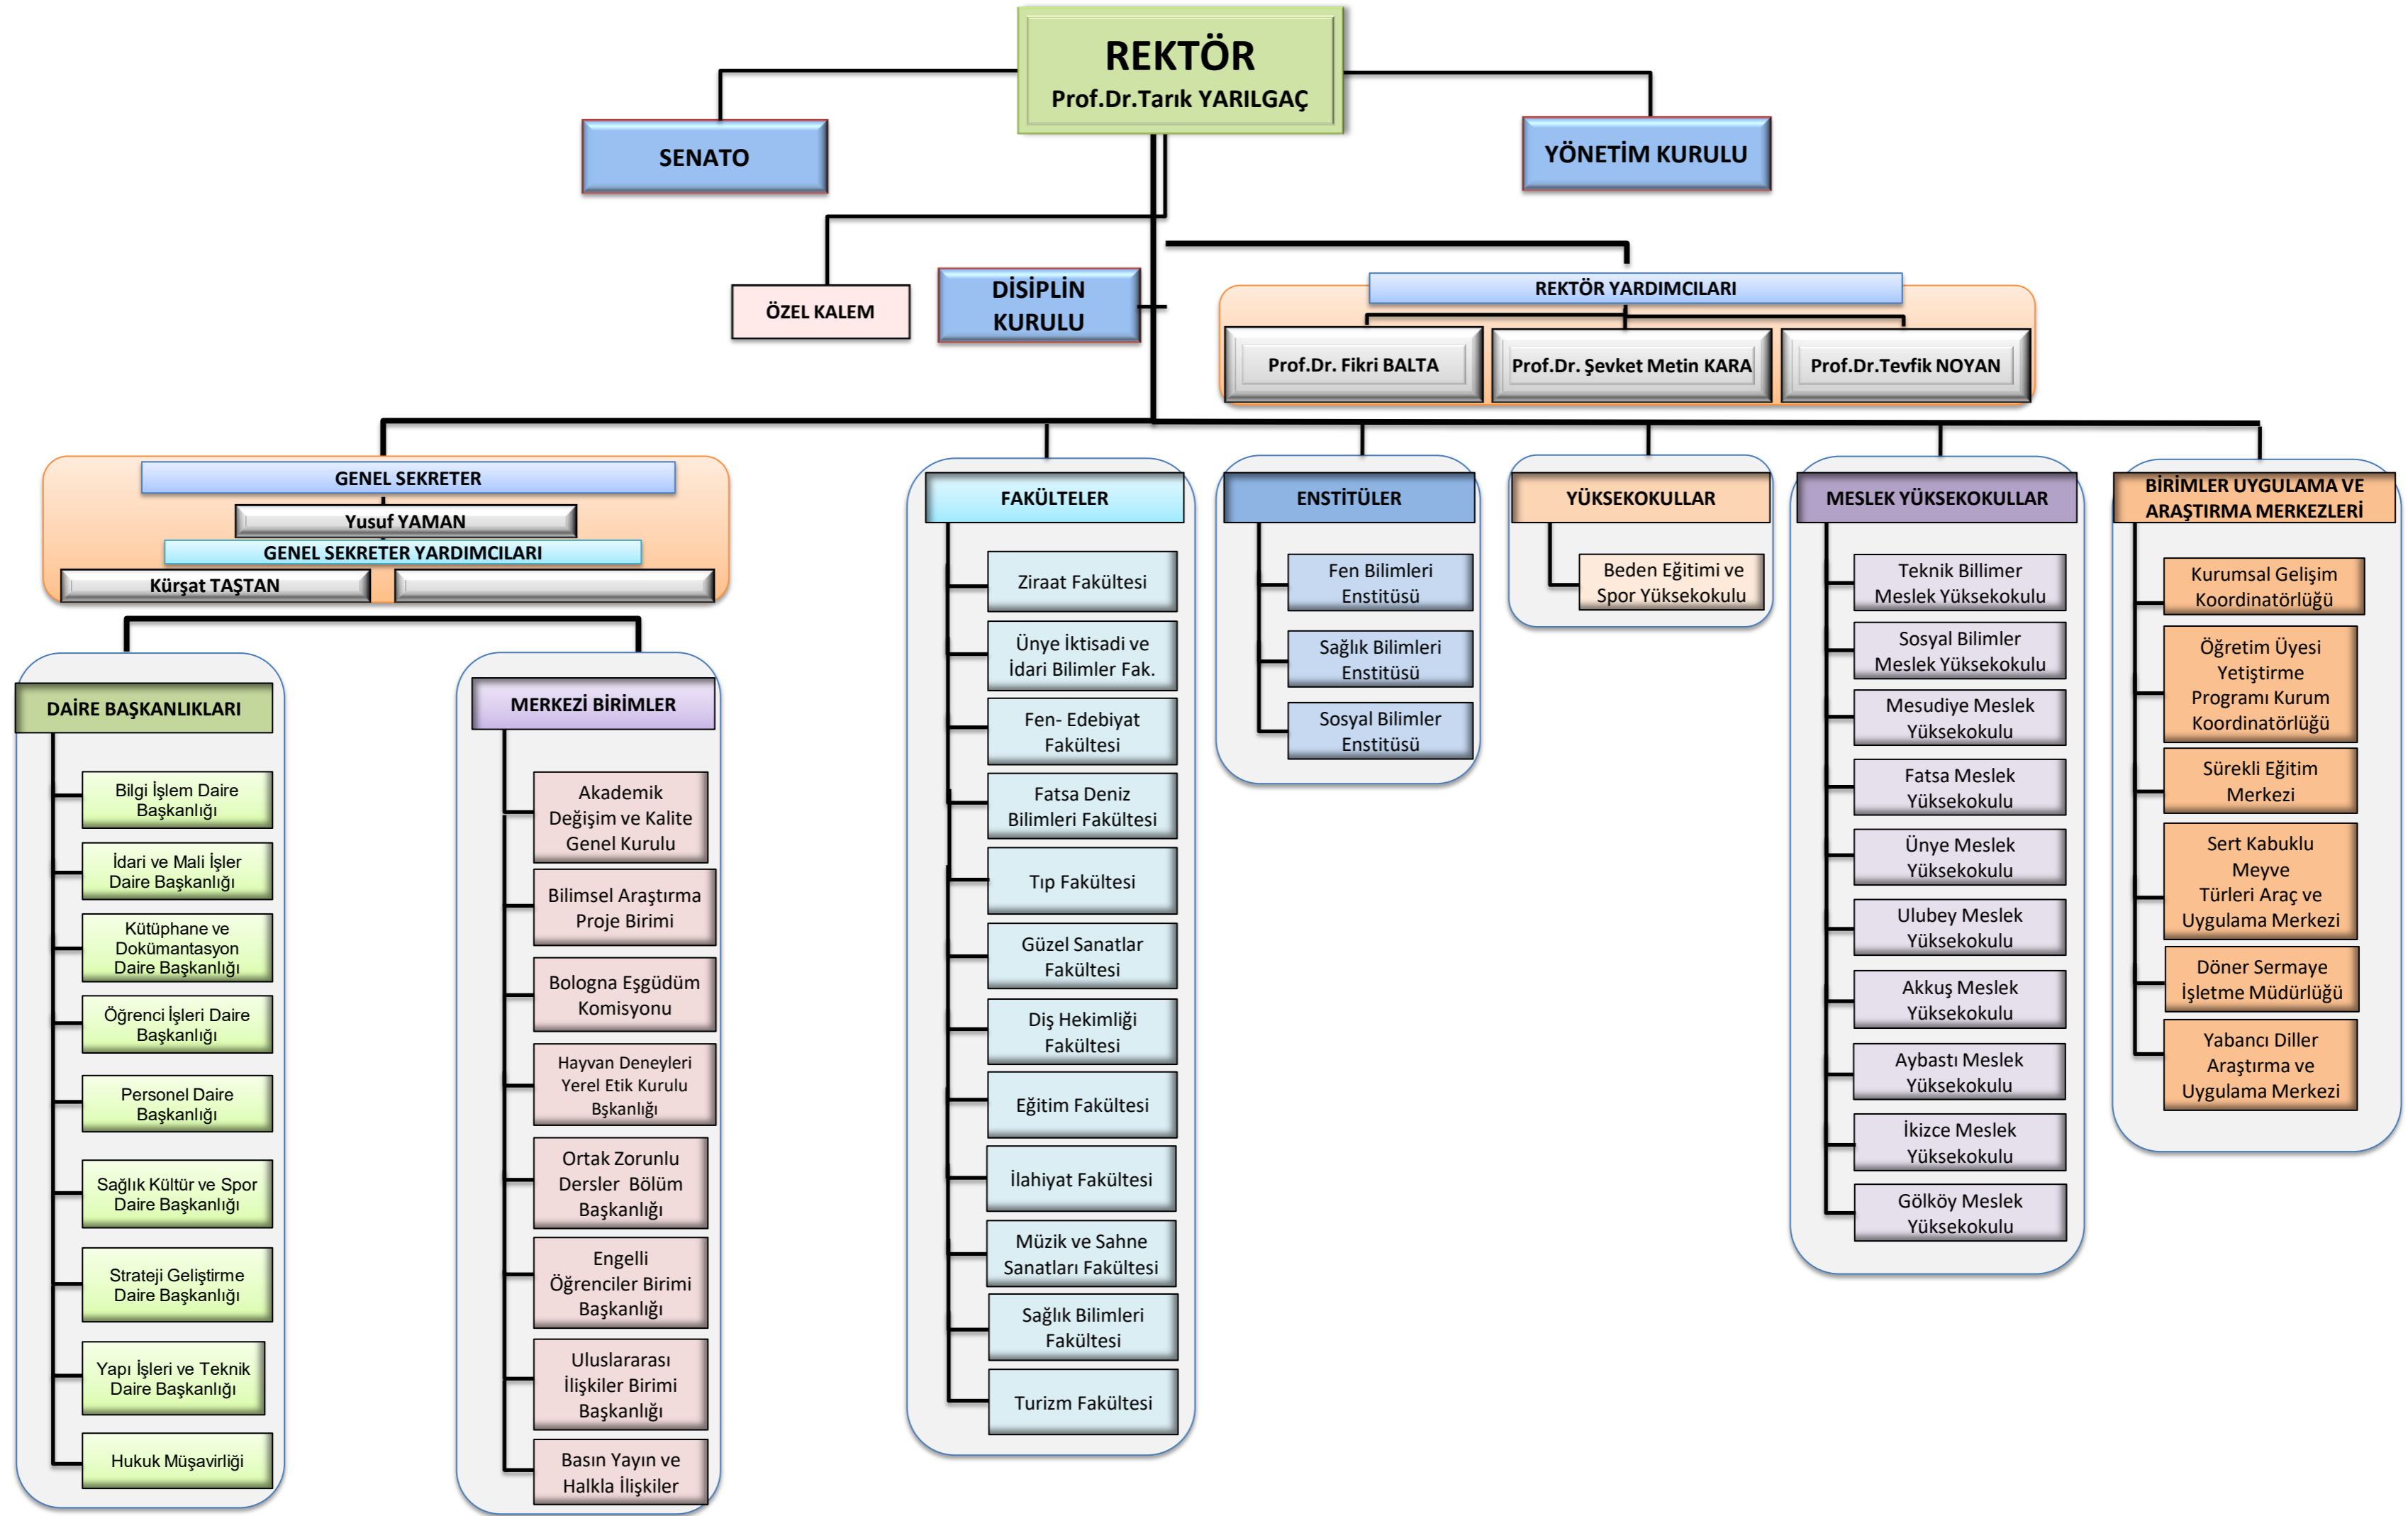 REKTÖR
Prof.Dr.Tarık YARILGAÇ
SENATO
YÖNETİM KURULU
ÖZEL KALEM
DİSİPLİN
KURULU
REKTÖR YARDIMCILARI
Prof.Dr. Fikri BALTA
Prof.Dr. Şevket Metin KARA
Prof.Dr.Tevfik NOYAN
GENEL SEKRETER
Yusuf YAMAN
GENEL SEKRETER YARDIMCILARI
Kürşat TAŞTAN
DAİRE BAŞKANLIKLARI
Bilgi İşlem Daire
Başkanlığı
İdari ve Mali İşler
Daire Başkanlığı
Kütüphane ve
Dokümantasyon
Daire Başkanlığı
Öğrenci İşleri Daire
Başkanlığı
Personel Daire
Başkanlığı
Sağlık Kültür ve Spor
Daire Başkanlığı
Strateji Geliştirme
Daire Başkanlığı
Yapı İşleri ve Teknik
Daire Başkanlığı
Hukuk Müşavirliği
MERKEZİ BİRİMLER
Akademik
Değişim ve Kalite
Genel Kurulu
Bilimsel Araştırma
Proje Birimi
Bologna Eşgüdüm
Komisyonu
Hayvan Deneyleri
Yerel Etik Kurulu
Bşkanlığı
Ortak Zorunlu
Dersler Bölüm
Başkanlığı
Engelli
Öğrenciler Birimi
Başkanlığı
Uluslararası
İlişkiler Birimi
Başkanlığı
Basın Yayın ve
Halkla İlişkiler
FAKÜLTELER
Ziraat Fakültesi
Ünye İktisadi ve
İdari Bilimler Fak.
Fen- Edebiyat
Fakültesi
Fatsa Deniz
Bilimleri Fakültesi
Tıp Fakültesi
Güzel Sanatlar
Fakültesi
Diş Hekimliği
Fakültesi
Eğitim Fakültesi
İlahiyat Fakültesi
Müzik ve Sahne
Sanatları Fakültesi
Sağlık Bilimleri
Fakültesi
Turizm Fakültesi
ENSTİTÜLER
Fen Bilimleri
Enstitüsü
Sağlık Bilimleri
Enstitüsü
Sosyal Bilimler
Enstitüsü
YÜKSEKOKULLAR
Beden Eğitimi ve
Spor Yüksekokulu
MESLEK YÜKSEKOKULLAR
Teknik Billimer
Meslek Yüksekokulu
Sosyal Bilimler
Meslek Yüksekokulu
Mesudiye Meslek
Yüksekokulu
Fatsa Meslek
Yüksekokulu
Ünye Meslek
Yüksekokulu
Ulubey Meslek
Yüksekokulu
Akkuş Meslek
Yüksekokulu
Aybastı Meslek
Yüksekokulu
İkizce Meslek
Yüksekokulu
Gölköy Meslek
Yüksekokulu
BİRİMLER UYGULAMA VE
ARAŞTIRMA MERKEZLERİ
Kurumsal Gelişim
Koordinatörlüğü
Öğretim Üyesi
Yetiştirme
Programı Kurum
Koordinatörlüğü
Sürekli Eğitim
Merkezi
Sert Kabuklu
Meyve
Türleri Araç ve
Uygulama Merkezi
Döner Sermaye
İşletme Müdürlüğü
Yabancı Diller
Araştırma ve
Uygulama Merkezi